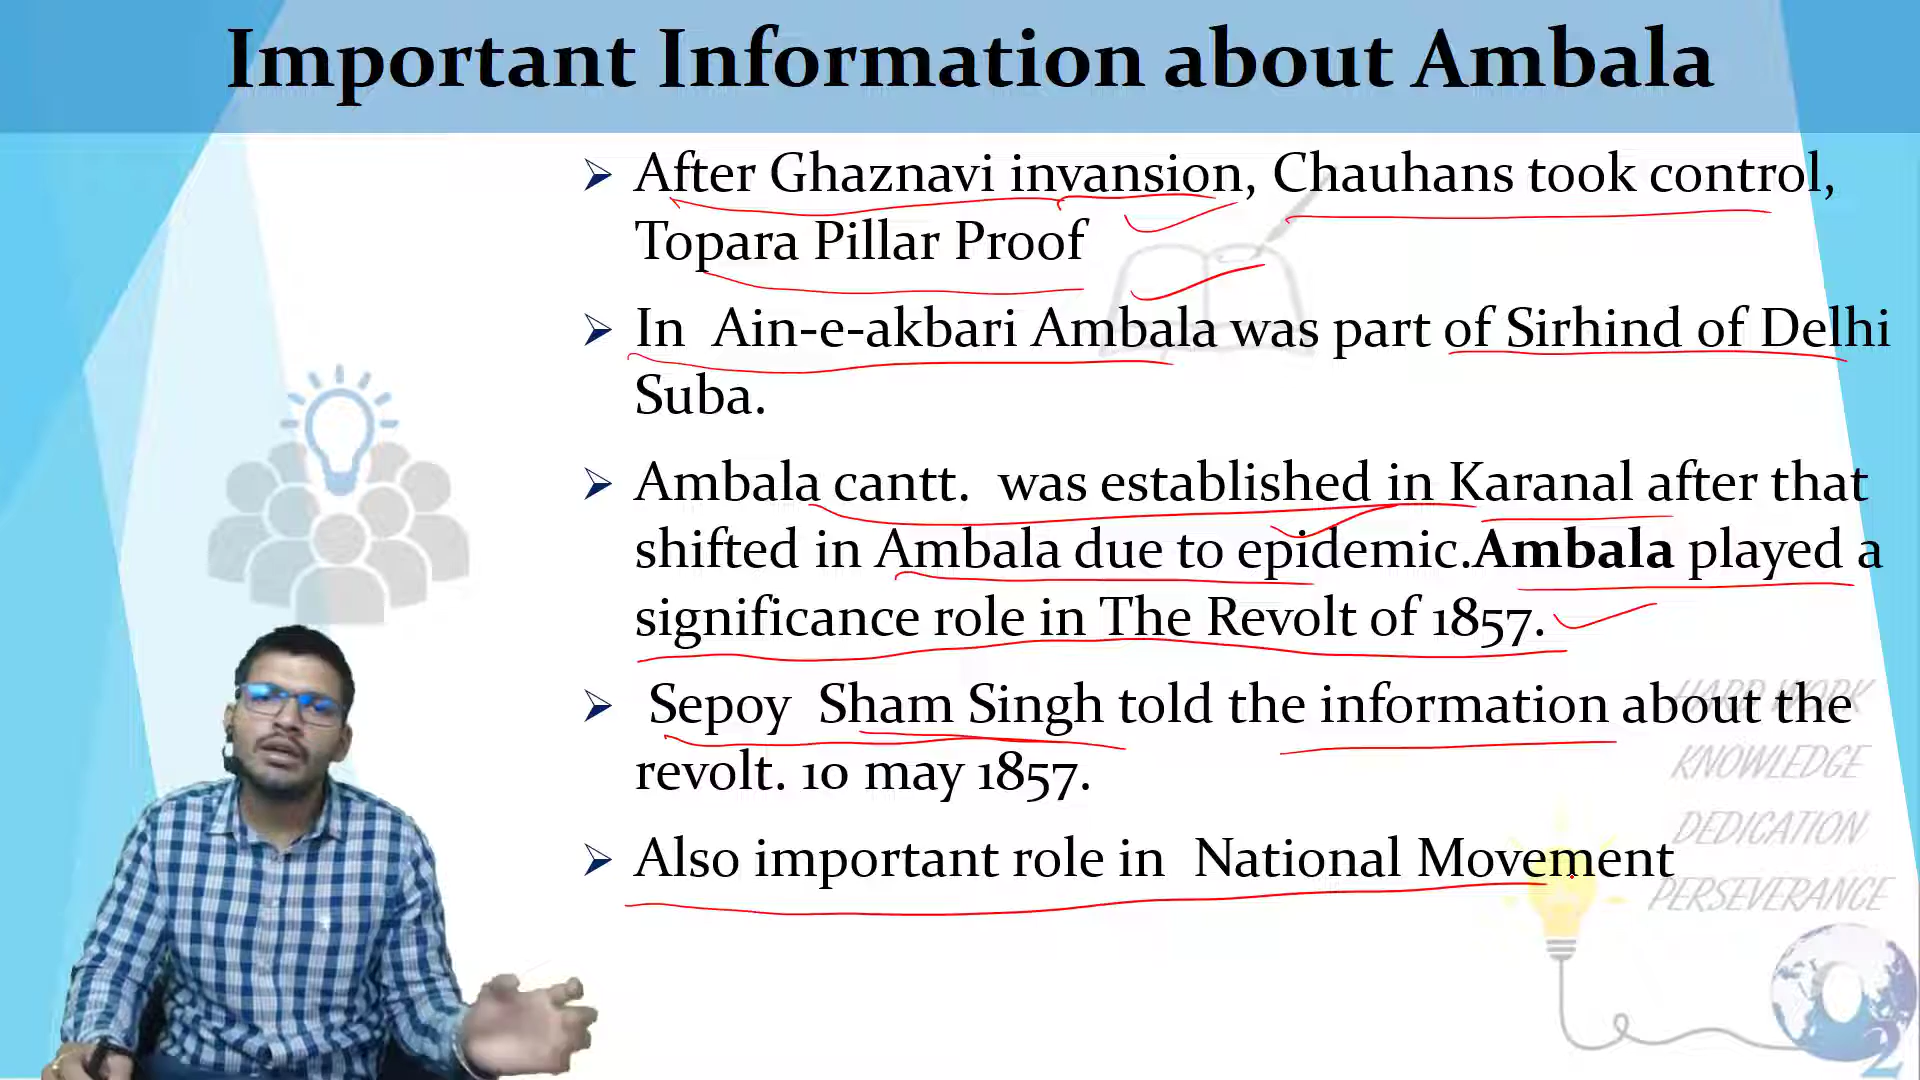 Important Information about Ambala
After Ghaznavi invansion, Chauhans took control,
Topara Pillar Proof
In Ain-e-akbari Ambala was part of Sirhind of Delhi
Suba.
Ambala cantt. was established in Karanal after that
shifted in Ambala due to epidemic.Ambala played a
significance role in The Revolt of 1857.
Sepoy Sham Singh told the information about the
revolt. 10 may 1857.
Also important role in National Movement
HARD WORK
KNOWLEDGE
DEDICATION
PERSEVERANCE
O2